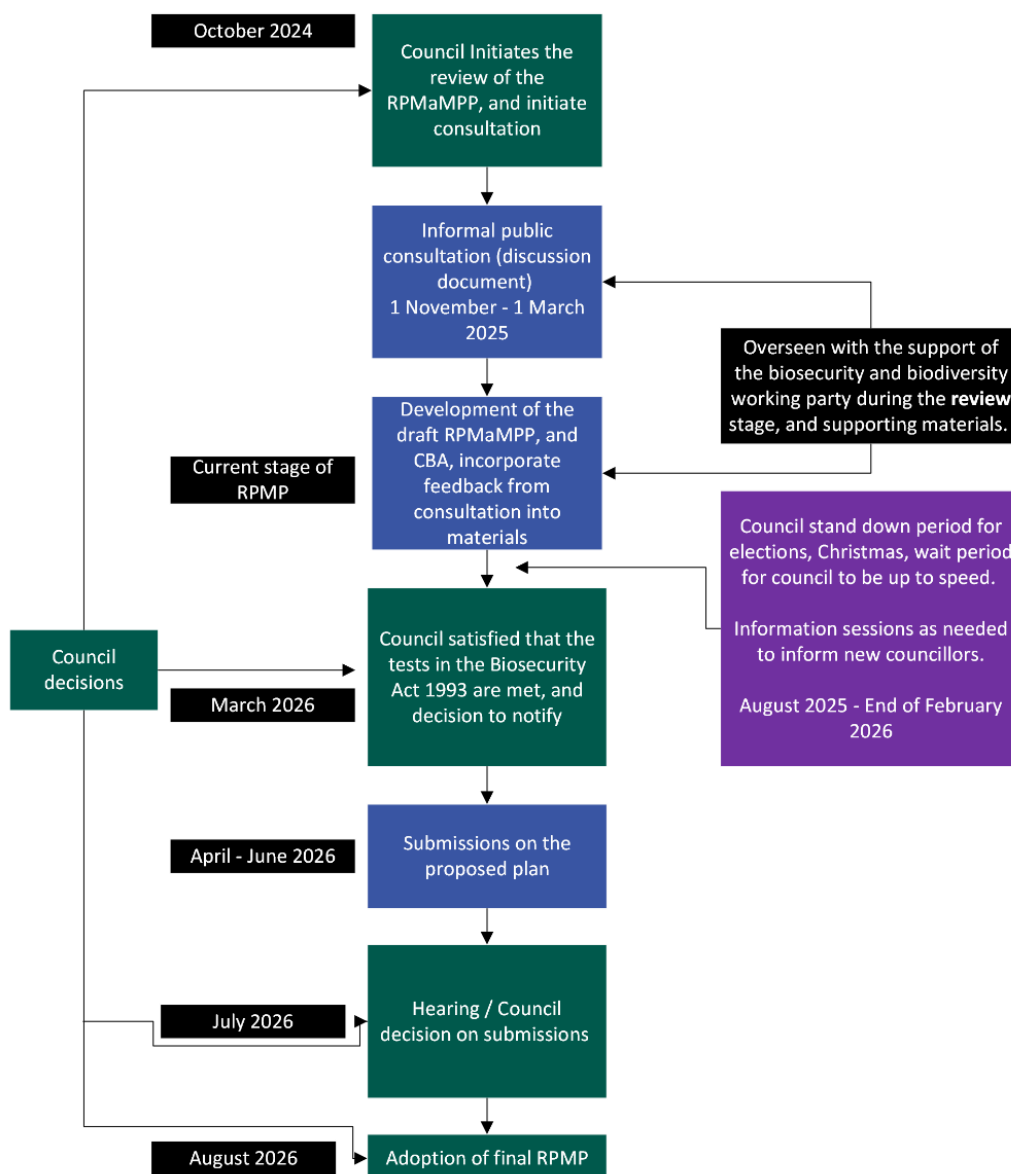 October 2024
Council Initiates the
review of the
RPMaMPP, and initiate
consultation
Informal public
consultation (discussion
document)
1 November - 1 March
2025
Overseen with the support of
the biosecurity and biodiversity
working party during the review
stage, and supporting materials.
Current stage of
RPMP
Development of the
draft RPMaMPP, and
CBA, incorporate
feedback from
consultation into
materials
Council stand down period for
elections, Christmas, wait period
for council to be up to speed.
Information sessions as needed
to inform new councillors.
August 2025 - End of February
2026
Council
decisions
March 2026
Council satisfied that the
tests in the Biosecurity
Act 1993 are met, and
decision to notify
April - June 2026
Submissions on the
proposed plan
July 2026
Hearing / Council
decision on submissions
August 2026
Adoption of final RPMP